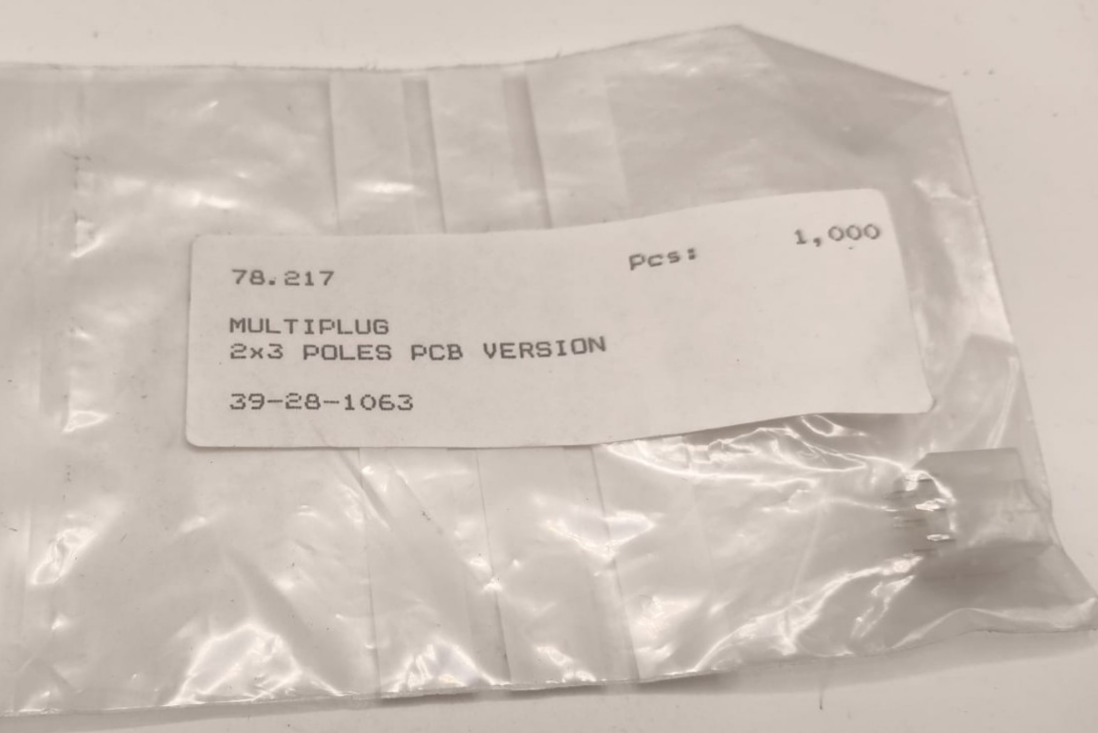 78.217 Pcs: 1,000
MULTIPLUG
2x3 POLES PCB VERSION
39-28-1063